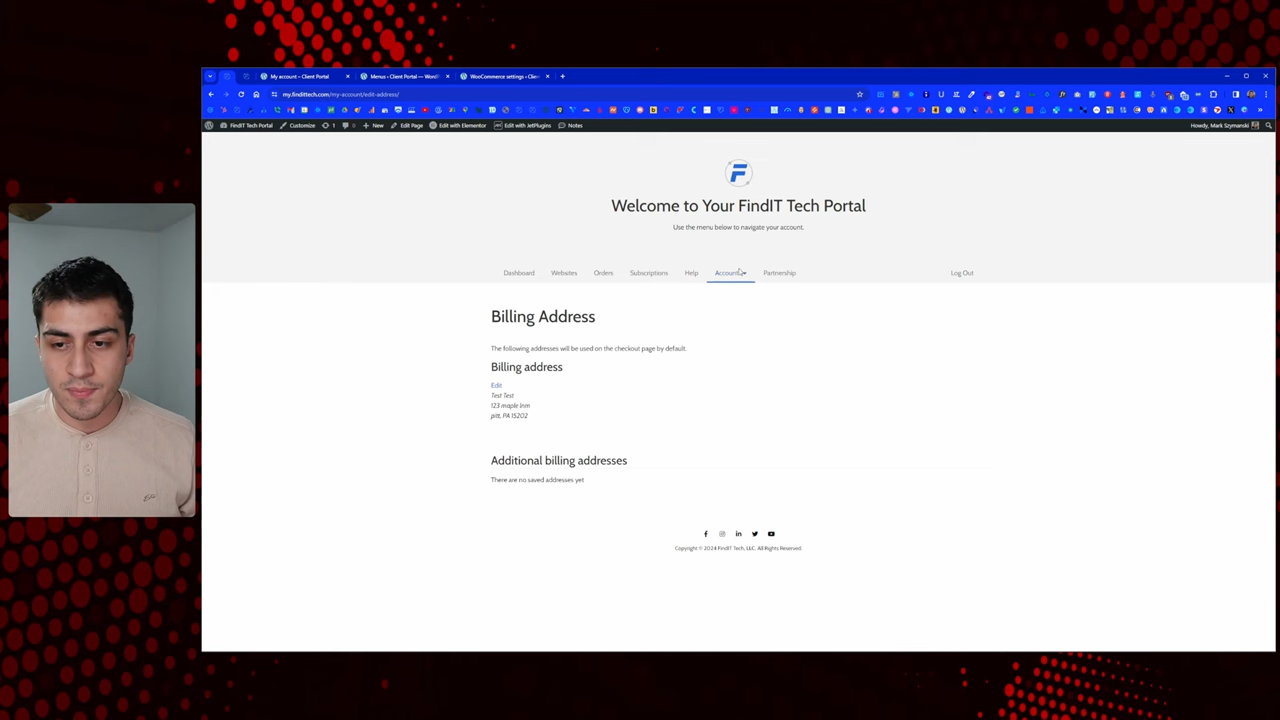 My account – Client Portal
Menus ‹ Client Portal — WordP
WooCommerce settings ‹ Clien
my.findittech.com/my-account/edit-address/
FindIT Tech Portal
Customize
1
0
New
Edit Page
Edit with Elementor
Edit with JetPlugins
Notes
Howdy, Mark Szymanski
Welcome to Your FindIT Tech Portal
Use the menu below to navigate your account.
Dashboard
Websites
Orders
Subscriptions
Help
Account
Partnership
Log Out
Billing Address
The following addresses will be used on the checkout page by default.
Billing address
Edit
Test Test
123 maple lnm
pitt, PA 15202
Additional billing addresses
There are no saved addresses yet
Copyright © 2024 FindIT Tech, LLC. All Rights Reserved.